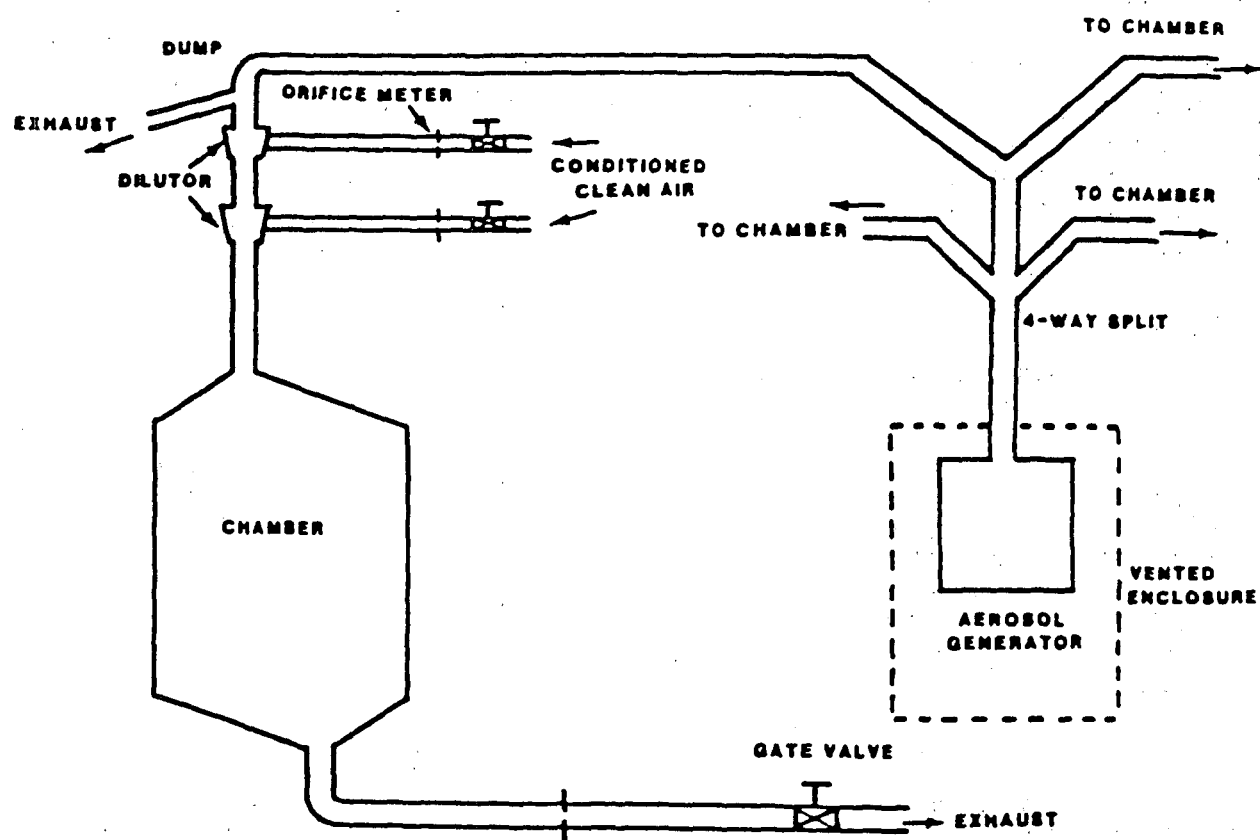 TO CHAMBER
DUMP
ORIFICE METER
EXHAUST
CONDITIONED
CLEAN AIR
DILUTOR
TO CHAMBER
TO CHAMBER
4-WAY SPLIT
CHAMBER
VENTED
ENCLOSURE
AEROSOL
GENERATOR
GATE VALVE
EXHAUST